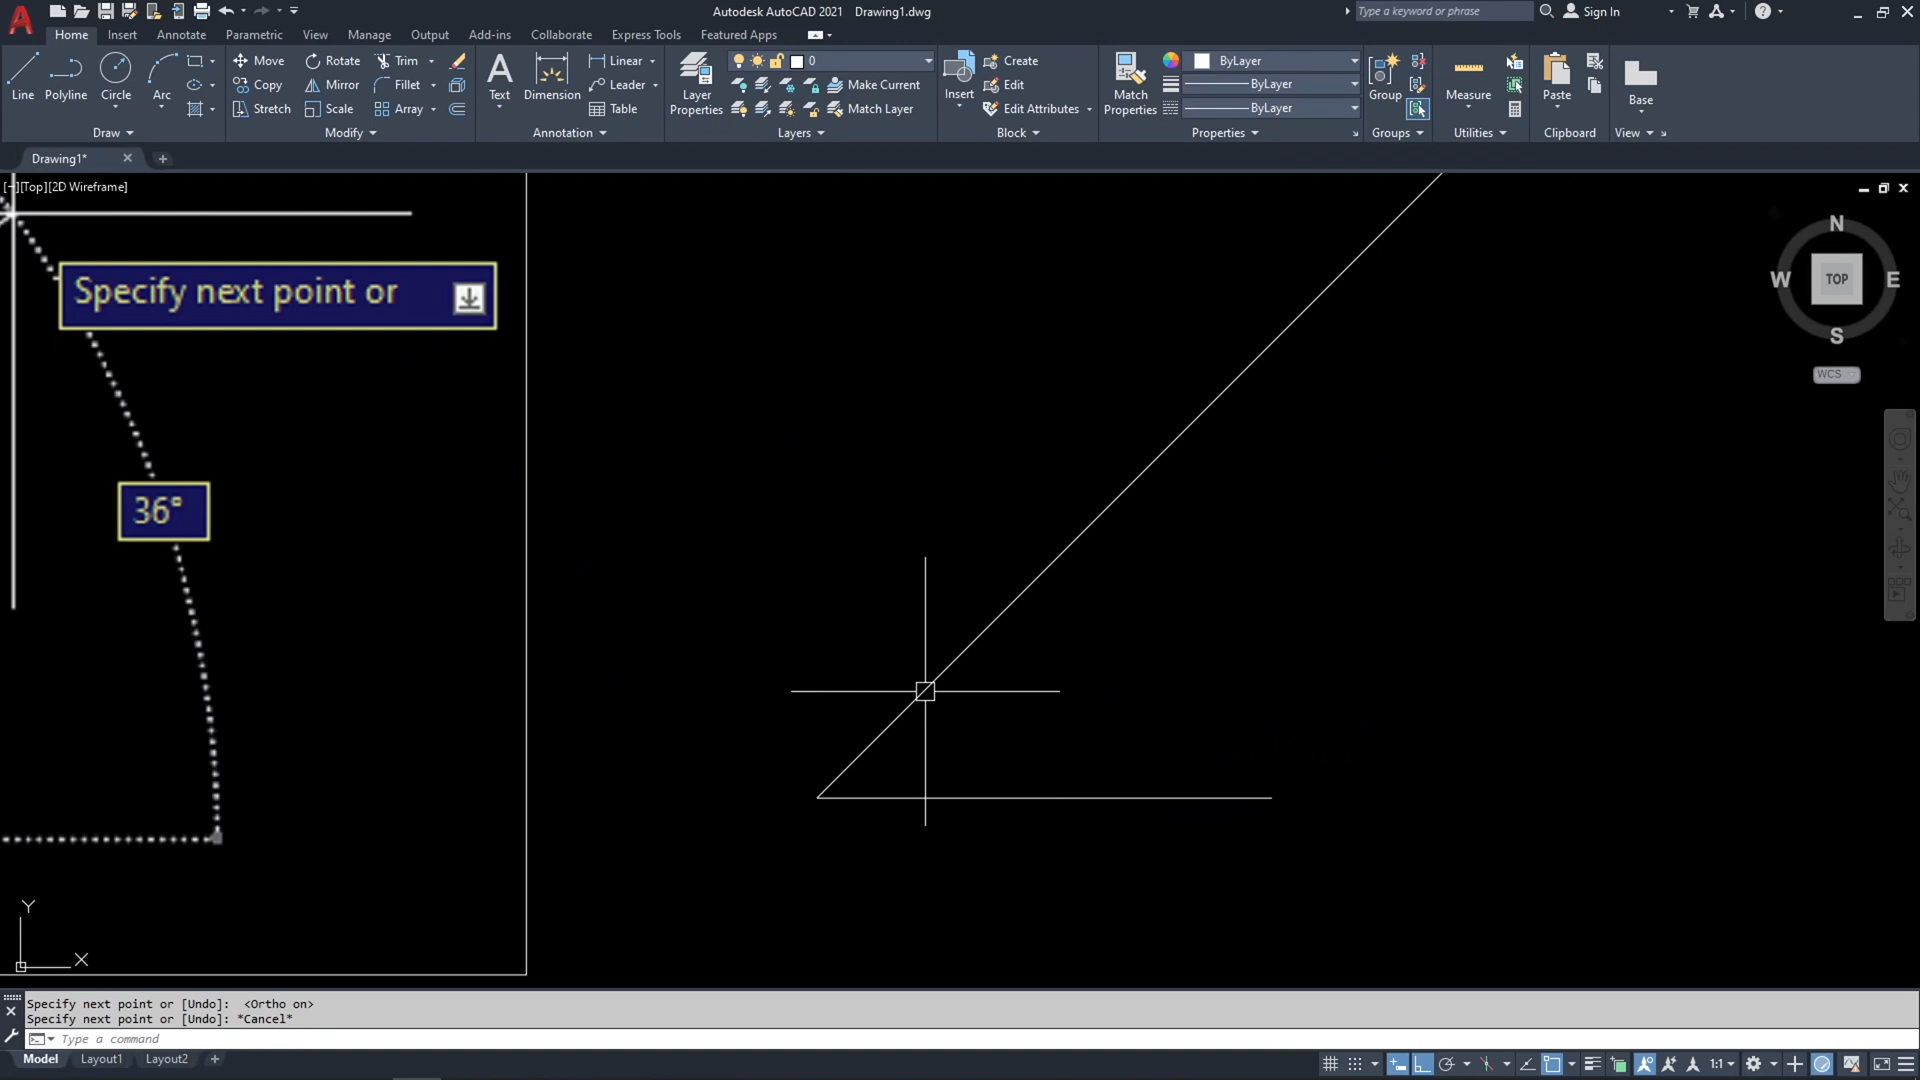 Autodesk AutoCAD 2021 Drawing1.dwg
Type a keyword or phrase
Sign In
Home Insert Annotate Parametric View Manage Output Add-ins Collaborate Express Tools Featured Apps
Line
Polyline
Circle
Arc
Move
Rotate
Trim
Copy
Mirror
Fillet
Stretch
Scale
Array
Text
Dimension
Linear
Leader
Table
Layer
Properties
0
Make Current
Match Layer
Insert
Create
Edit
Edit Attributes
Match
Properties
ByLayer
ByLayer
ByLayer
Group
Measure
Paste
Base
Draw
Modify
Annotation
Layers
Block
Properties
Groups
Utilities
Clipboard
View
Drawing1*
[−][Top][2D Wireframe]
Specify next point or
36°
N
W
TOP
E
S
WCS
Y
X
Specify next point or [Undo]: <Ortho on>
Specify next point or [Undo]: *Cancel*
Type a command
Model Layout1 Layout2
1:1